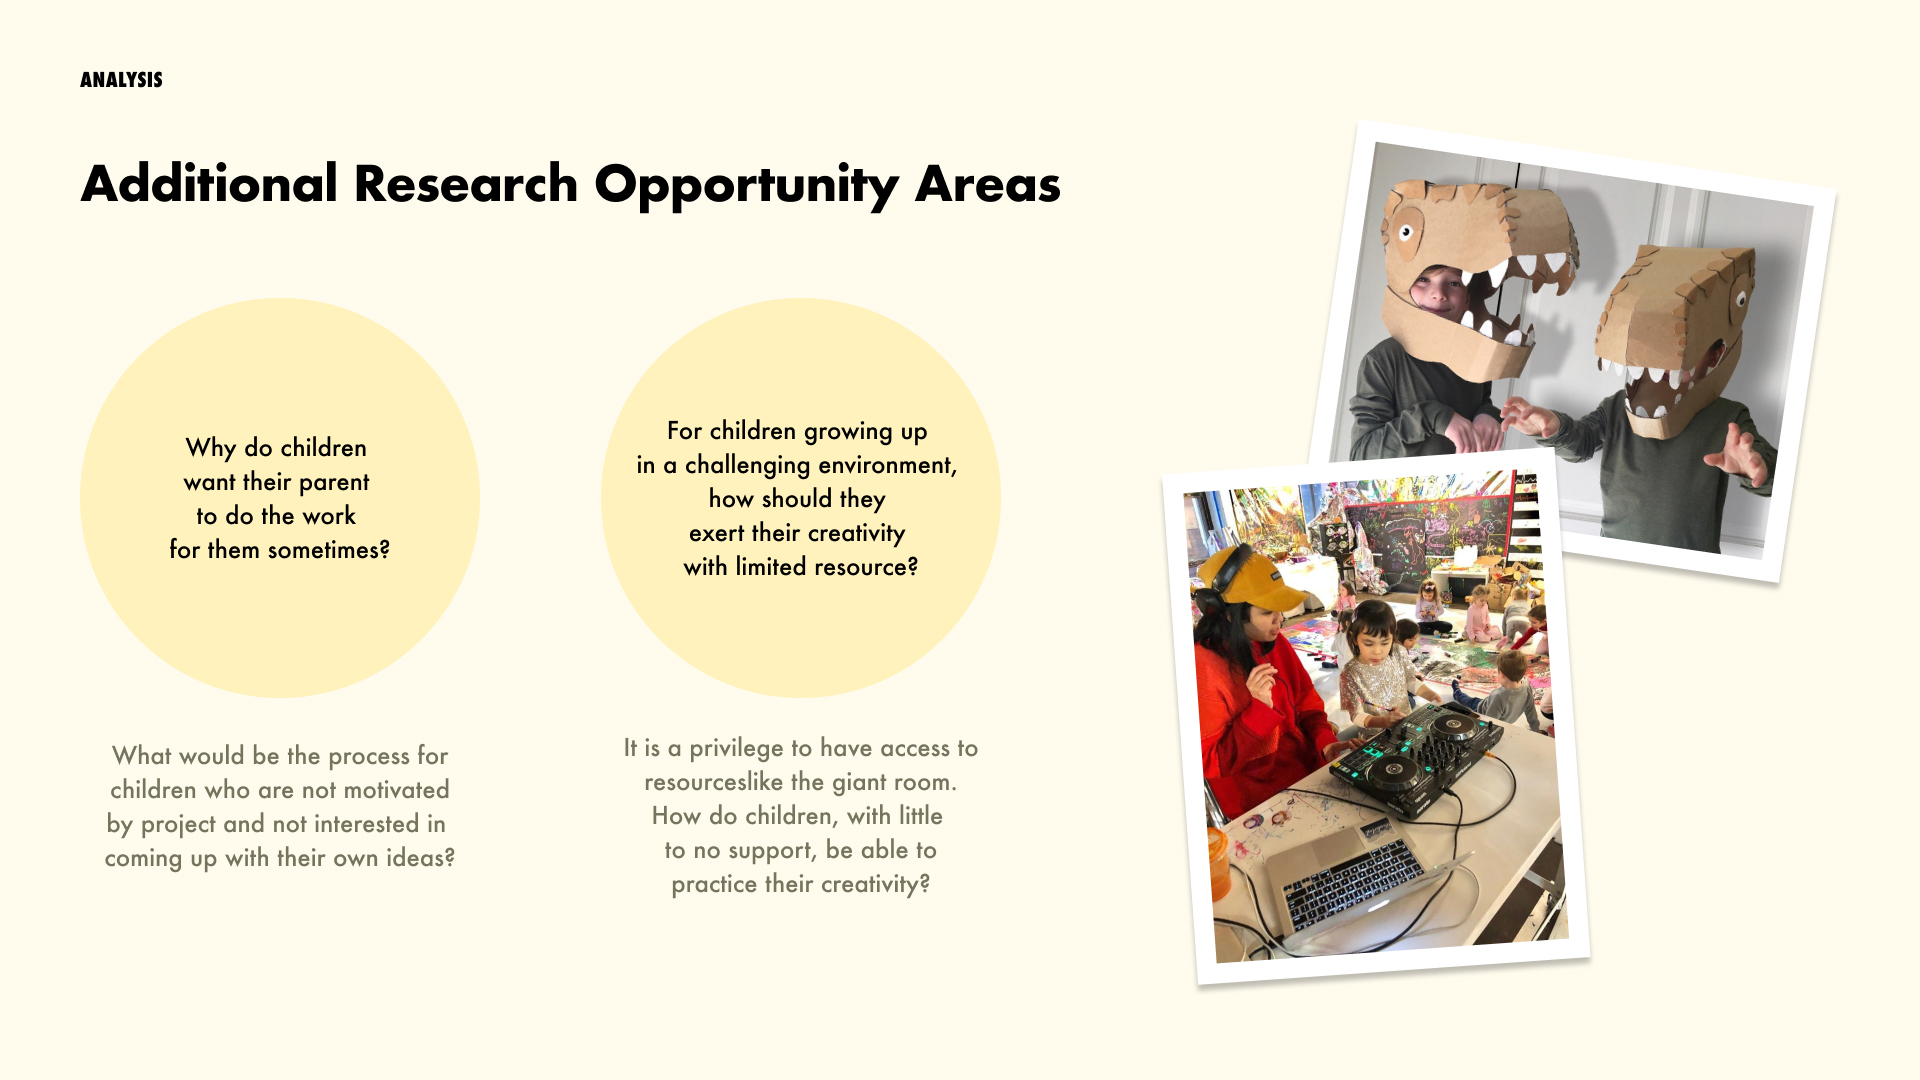 ANALYSIS
Additional Research Opportunity Areas
Why do children
want their parent
to do the work
for them sometimes?
For children growing up
in a challenging environment,
how should they
exert their creativity
with limited resource?
What would be the process for
children who are not motivated
by project and not interested in
coming up with their own ideas?
It is a privilege to have access to
resourceslike the giant room.
How do children, with little
to no support, be able to
practice their creativity?